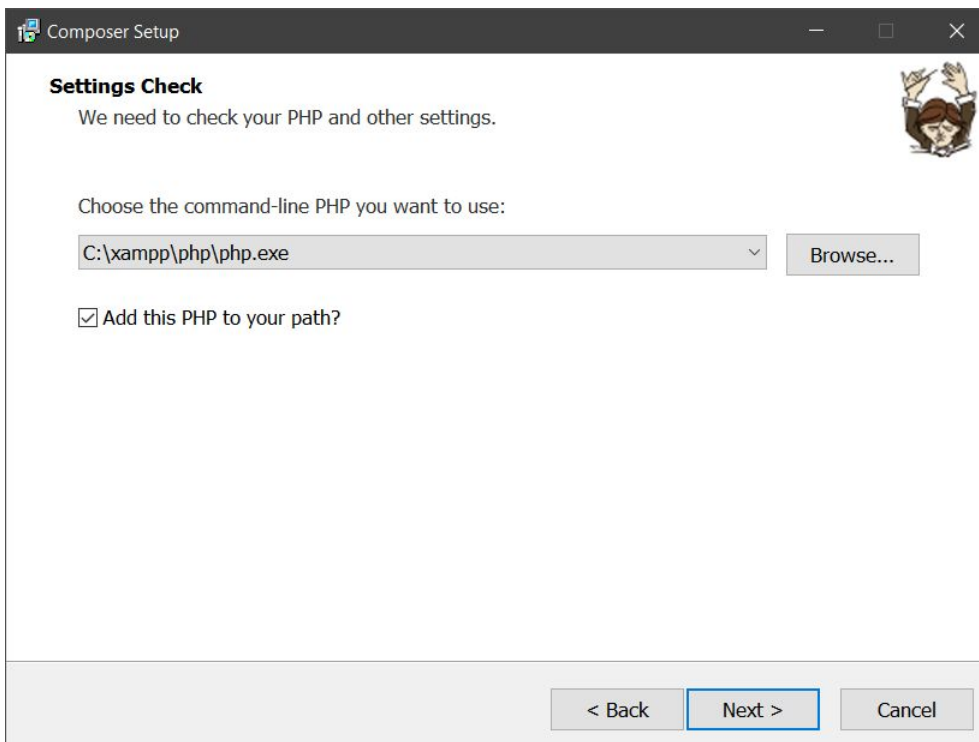 Composer Setup
Settings Check
We need to check your PHP and other settings.
Choose the command-line PHP you want to use:
C:\xampp\php\php.exe
Browse...
Add this PHP to your path?
< Back
Next >
Cancel